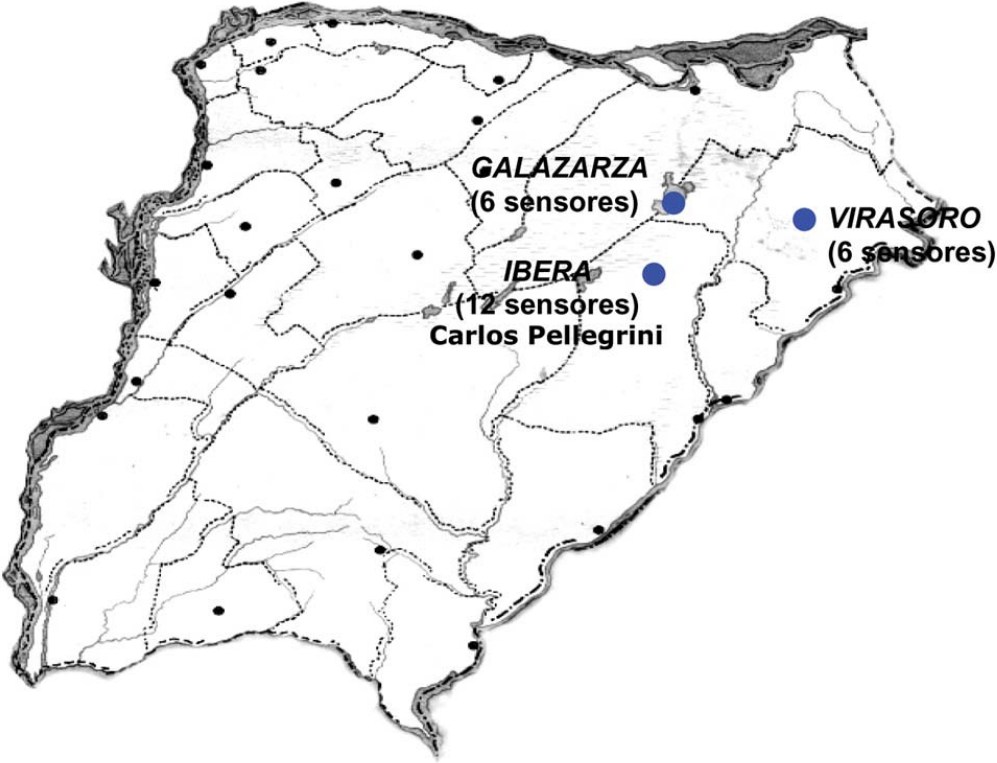 GALAZARZA
(6 sensores)
VIRASORO
(6 sensores)
IBERA
(12 sensores)
Carlos Pellegrini